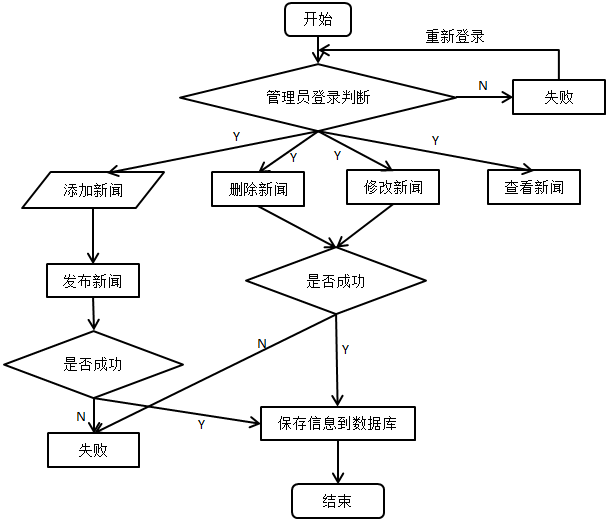 开始
重新登录
管理员登录判断
N
失败
Y
Y
Y
Y
添加新闻
删除新闻
修改新闻
查看新闻
发布新闻
是否成功
是否成功
N
Y
N
Y
保存信息到数据库
失败
结束